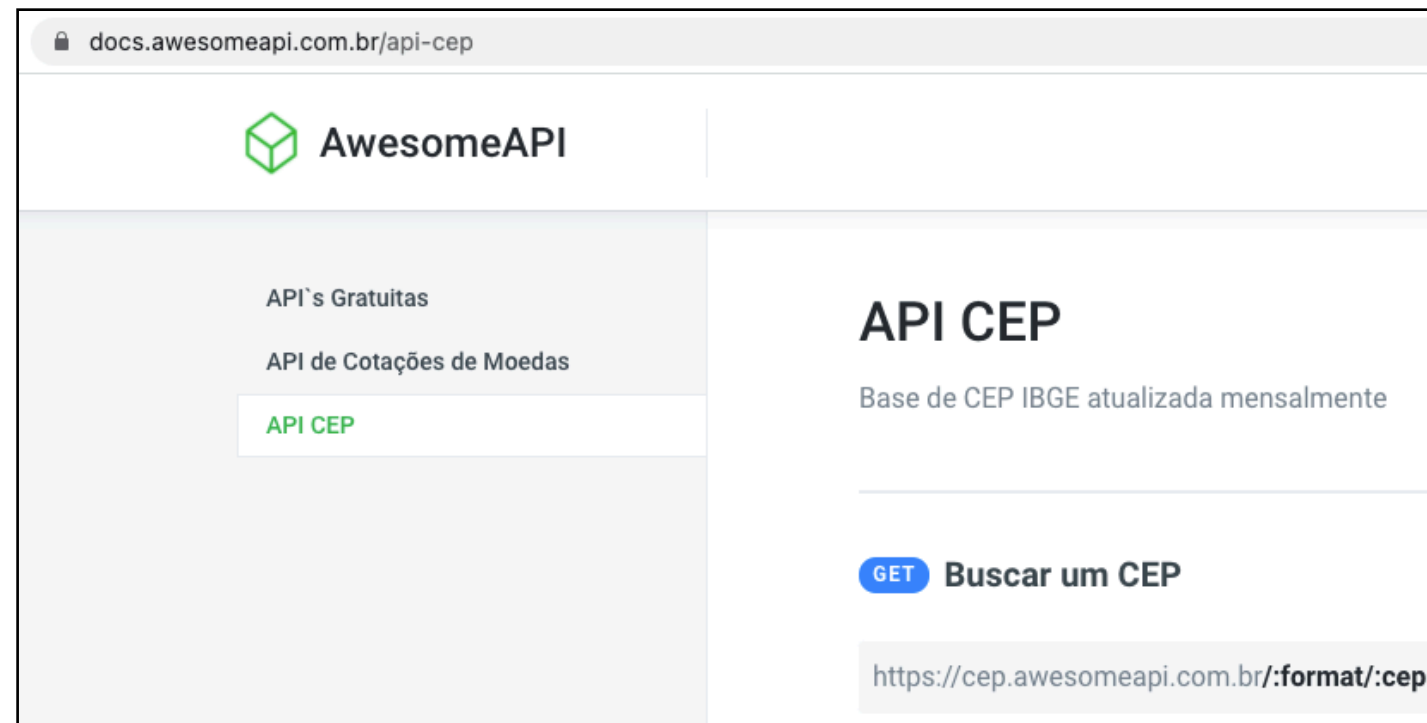 docs.awesomeapi.com.br/api-cep
AwesomeAPI
API`s Gratuitas
API de Cotações de Moedas
API CEP
API CEP
Base de CEP IBGE atualizada mensalmente
GET Buscar um CEP
https://cep.awesomeapi.com.br/:format/:cep